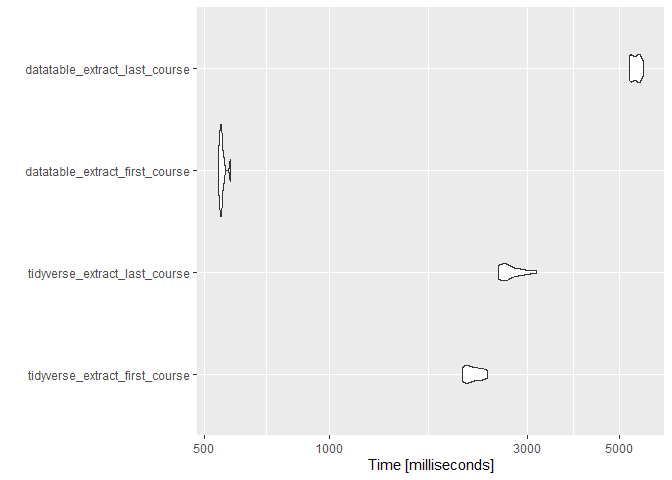 datatable_extract_last_course
datatable_extract_first_course
tidyverse_extract_last_course
tidyverse_extract_first_course
500
1000
3000
5000
Time [milliseconds]